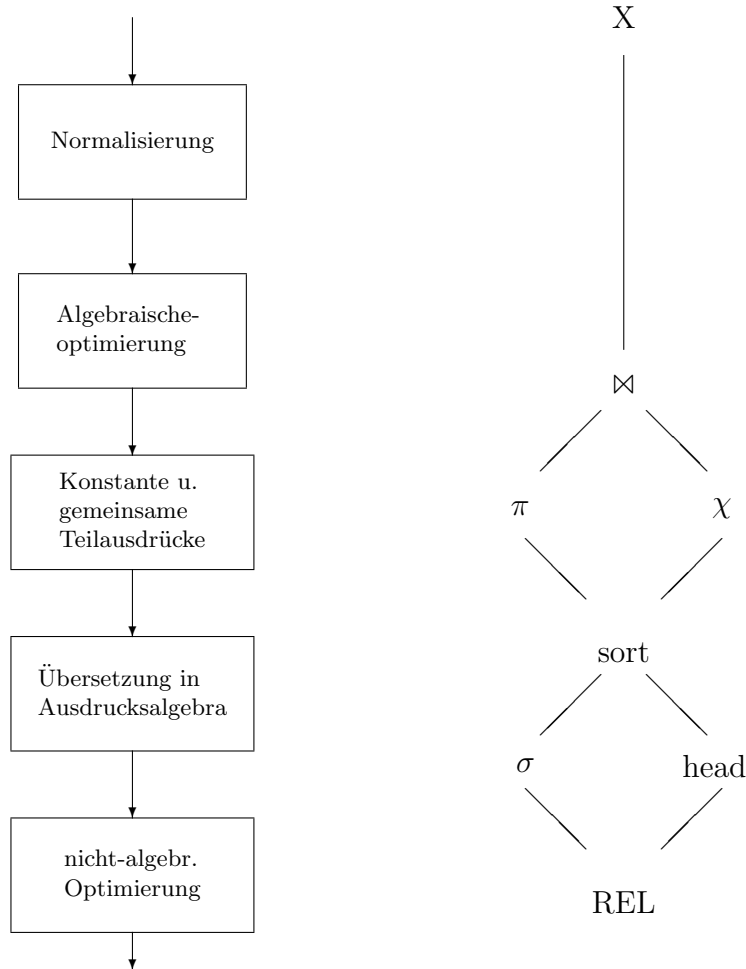 Normalisierung
Algebraische-
optimierung
Konstante u.
gemeinsame
Teilausdrücke
Übersetzung in
Ausdrucksalgebra
nicht-algebr.
Optimierung
X
⋈
π χ
sort
σ head
REL